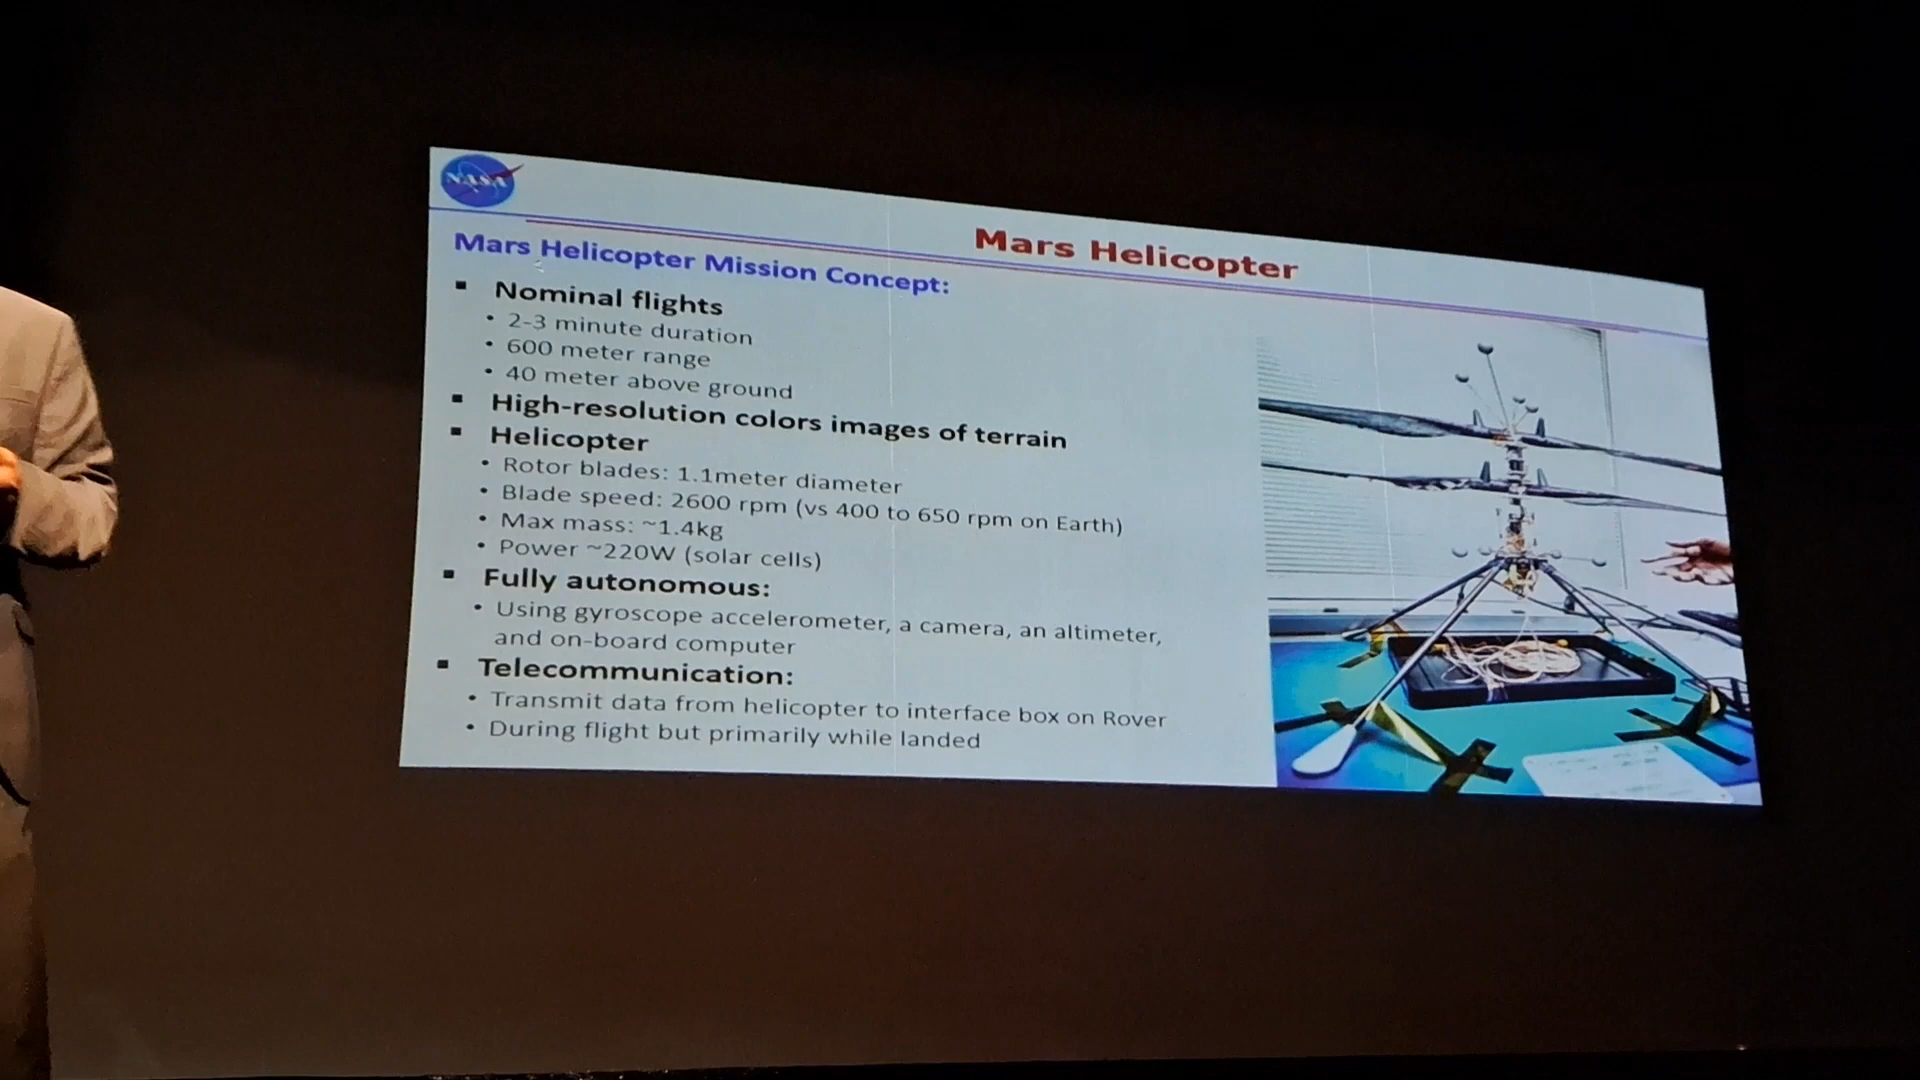 NASA
Mars Helicopter
Mars Helicopter Mission Concept:
▪ Nominal flights
• 2-3 minute duration
• 600 meter range
• 40 meter above ground
▪ High-resolution colors images of terrain
▪ Helicopter
• Rotor blades: 1.1meter diameter
• Blade speed: 2600 rpm (vs 400 to 650 rpm on Earth)
• Max mass: ~1.4kg
• Power ~220W (solar cells)
▪ Fully autonomous:
• Using gyroscope accelerometer, a camera, an altimeter,
and on-board computer
▪ Telecommunication:
• Transmit data from helicopter to interface box on Rover
• During flight but primarily while landed